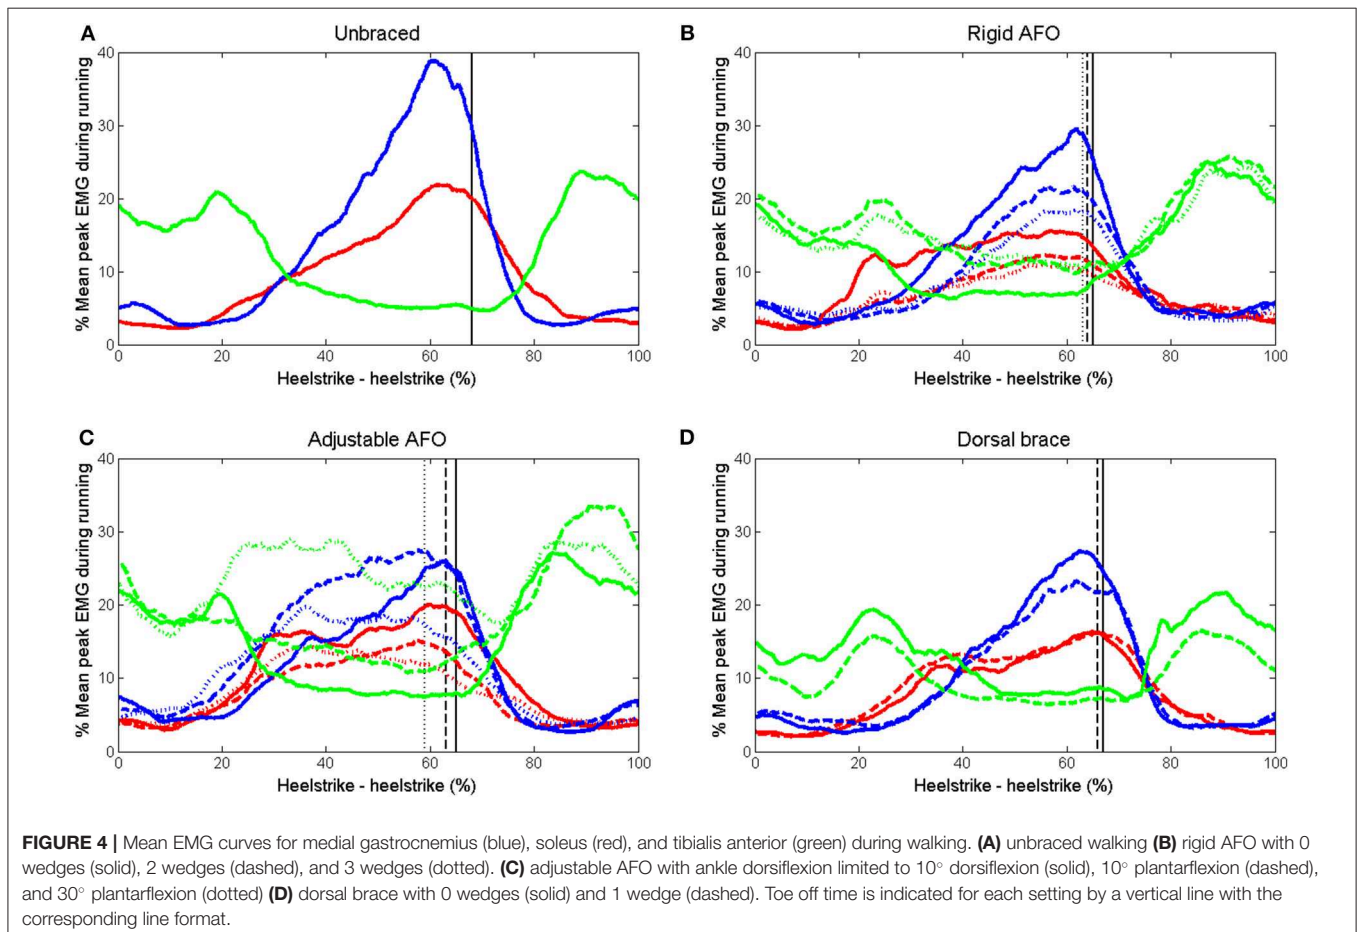 A
Unbraced
% Mean peak EMG during running
40
30
20
10
0
0 20 40 60 80 100
Heelstrike - heelstrike (%)
B
Rigid AFO
% Mean peak EMG during running
40
30
20
10
0
0 20 40 60 80 100
Heelstrike - heelstrike (%)
C
Adjustable AFO
% Mean peak EMG during running
40
30
20
10
0
0 20 40 60 80 100
Heelstrike - heelstrike (%)
D
Dorsal brace
% Mean peak EMG during running
40
30
20
10
0
0 20 40 60 80 100
Heelstrike - heelstrike (%)
FIGURE 4 | Mean EMG curves for medial gastrocnemius (blue), soleus (red), and tibialis anterior (green) during walking. (A) unbraced walking (B) rigid AFO with 0
wedges (solid), 2 wedges (dashed), and 3 wedges (dotted). (C) adjustable AFO with ankle dorsiflexion limited to 10° dorsiflexion (solid), 10° plantarflexion (dashed),
and 30° plantarflexion (dotted) (D) dorsal brace with 0 wedges (solid) and 1 wedge (dashed). Toe off time is indicated for each setting by a vertical line with the
corresponding line format.